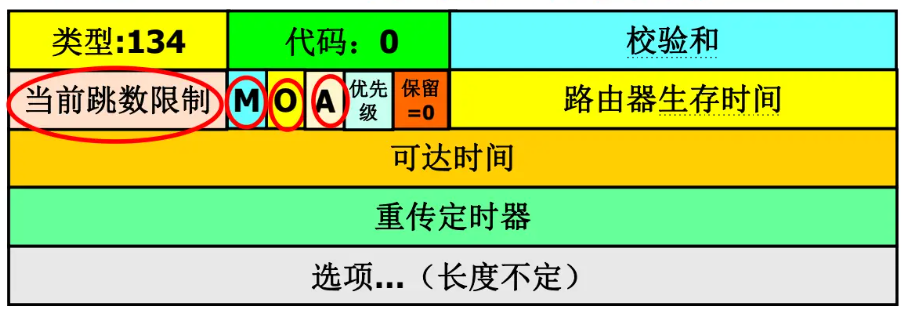 类型:134 代码：0 校验和
当前跳数限制 M O A 优先级 保留=0 路由器生存时间
可达时间
重传定时器
选项...（长度不定）